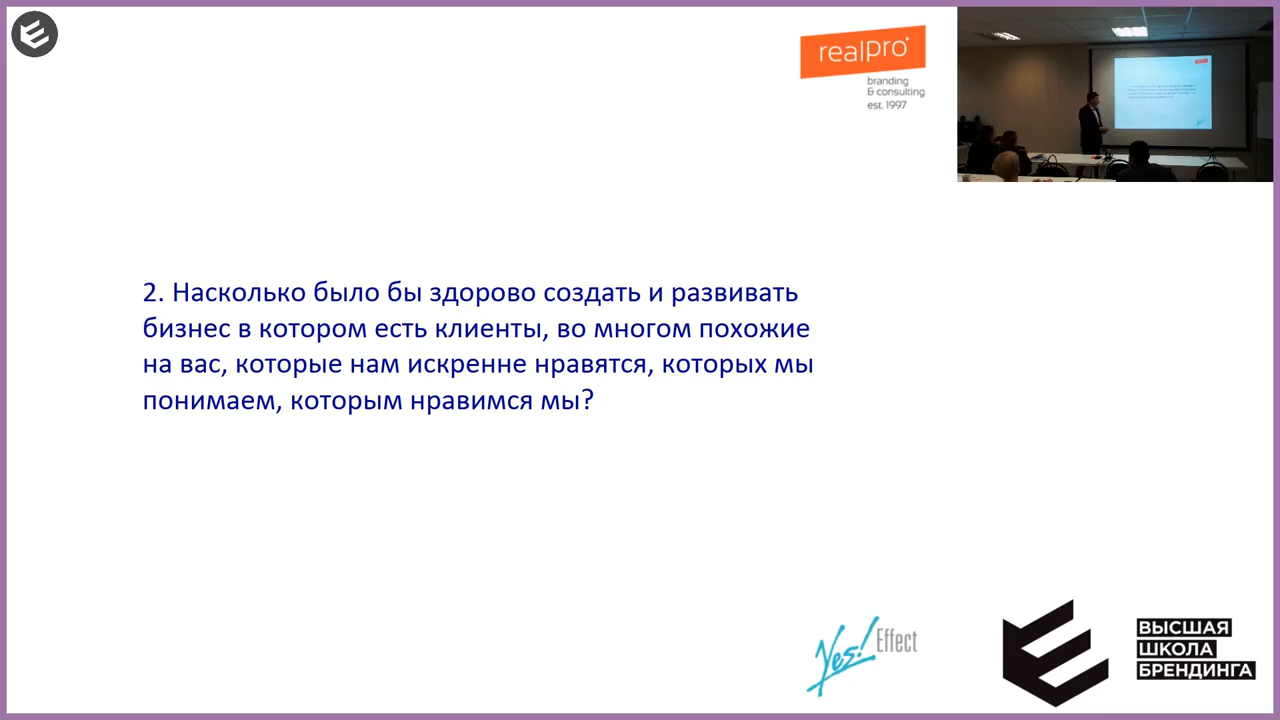 realpro
branding
& consulting
est. 1997
2. Насколько было бы здорово создать и развивать
бизнес в котором есть клиенты, во многом похожие
на вас, которые нам искренне нравятся, которых мы
понимаем, которым нравимся мы?
Yes! Effect
ВЫСШАЯ
ШКОЛА
БРЕНДИНГА